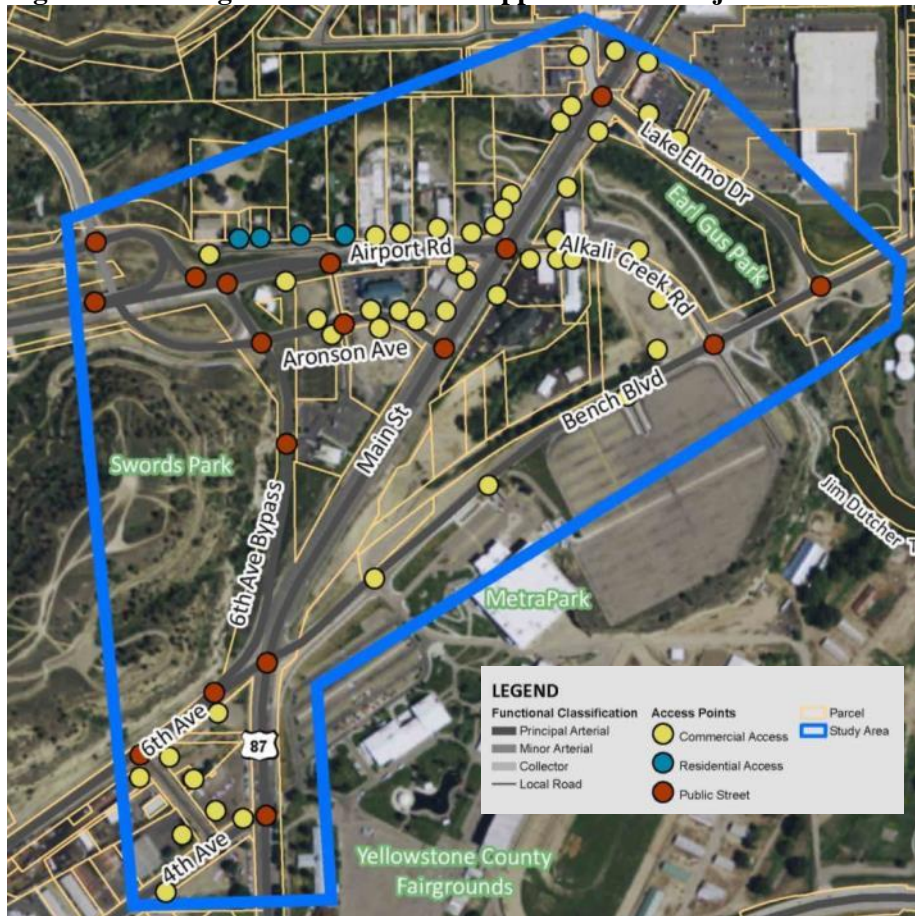 Lake Elmo Dr
Earl Gus Park
Airport Rd
Alkali Creek Rd
Aronson Ave
Main St
Bench Blvd
Swords Park
6th Ave Bypass
Jim Dutcher
MetraPark
6th Ave
87
4th Ave
Yellowstone County
Fairgrounds
LEGEND
Functional Classification
Principal Arterial
Minor Arterial
Collector
Local Road
Access Points
Commercial Access
Residential Access
Public Street
Parcel
Study Area